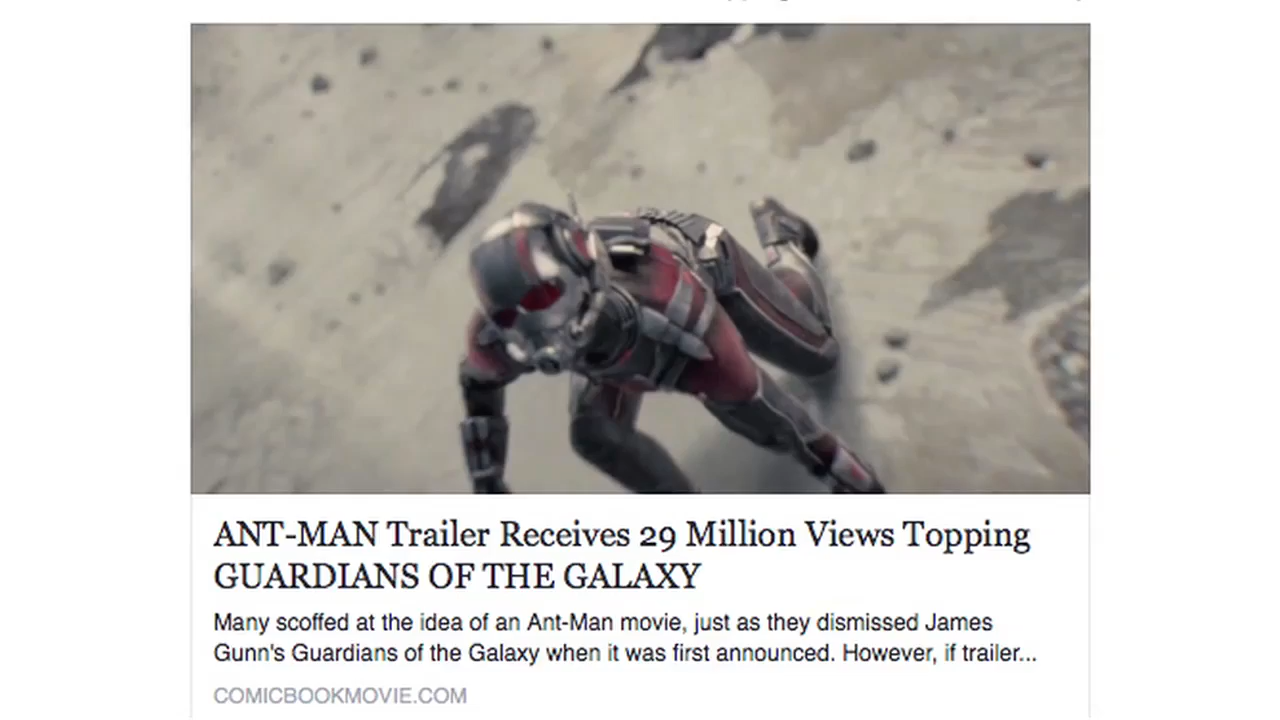 ANT-MAN Trailer Receives 29 Million Views Topping
GUARDIANS OF THE GALAXY
Many scoffed at the idea of an Ant-Man movie, just as they dismissed James
Gunn's Guardians of the Galaxy when it was first announced. However, if trailer...
COMICBOOKMOVIE.COM